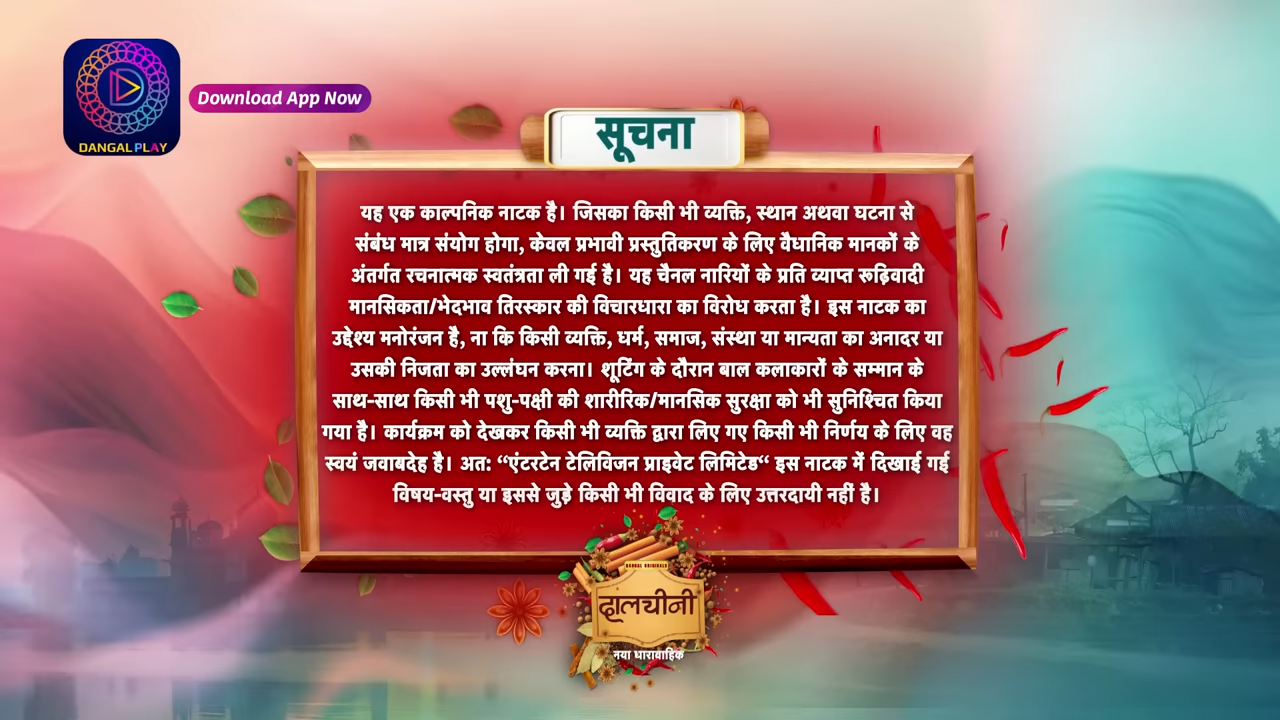 DANGAL PLAY
Download App Now
सूचना
यह एक काल्पनिक नाटक है। जिसका किसी भी व्यक्ति, स्थान अथवा घटना से
संबंध मात्र संयोग होगा, केवल प्रभावी प्रस्तुतिकरण के लिए वैधानिक मानकों के
अंतर्गत रचनात्मक स्वतंत्रता ली गई है। यह चैनल नारियों के प्रति व्याप्त रूढ़िवादी
मानसिकता/भेदभाव तिरस्कार की विचारधारा का विरोध करता है। इस नाटक का
उद्देश्य मनोरंजन है, ना कि किसी व्यक्ति, धर्म, समाज, संस्था या मान्यता का अनादर या
उसकी निजता का उल्लंघन करना। शूटिंग के दौरान बाल कलाकारों के सम्मान के
साथ-साथ किसी भी पशु-पक्षी की शारीरिक/मानसिक सुरक्षा को भी सुनिश्चित किया
गया है। कार्यक्रम को देखकर किसी भी व्यक्ति द्वारा लिए गए किसी भी निर्णय के लिए वह
स्वयं जवाबदेह है। अत: “एंटरटेन टेलिविजन प्राइवेट लिमिटेड“ इस नाटक में दिखाई गई
विषय-वस्तु या इससे जुड़े किसी भी विवाद के लिए उत्तरदायी नहीं है।
DANGAL ORIGINALS
दालचीनी
नया धारावाहिक